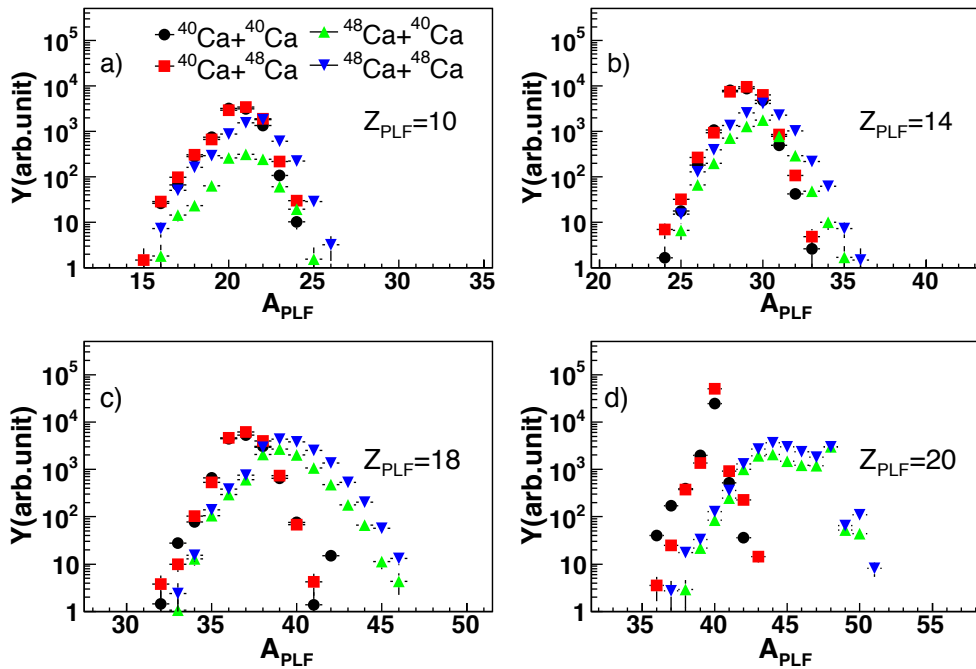 a)
⁴⁰Ca+⁴⁰Ca ⁴⁸Ca+⁴⁰Ca
⁴⁰Ca+⁴⁸Ca ⁴⁸Ca+⁴⁸Ca
Z_PLF=10
Y(arb.unit)
10⁵
10⁴
10³
10²
10
1
15 20 25 30 35
A_PLF
b)
Z_PLF=14
Y(arb.unit)
10⁵
10⁴
10³
10²
10
1
20 25 30 35 40
A_PLF
c)
Z_PLF=18
Y(arb.unit)
10⁵
10⁴
10³
10²
10
1
30 35 40 45 50
A_PLF
d)
Z_PLF=20
Y(arb.unit)
10⁵
10⁴
10³
10²
10
1
35 40 45 50 55
A_PLF